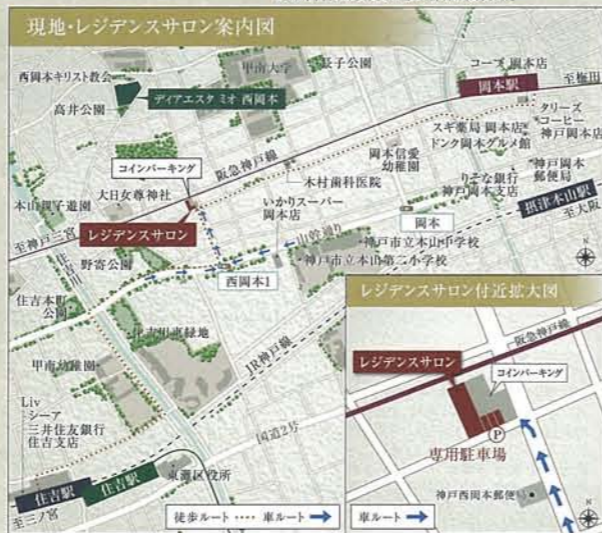 現地・レジデンスサロン案内図
西岡本キリスト教会
甲南大学
コープ 岡本店
岡本駅
至梅田
ディアエスタ ミオ 西岡本
高井公園
タリーズ
コーヒー
神戸岡本店
スギ薬局 岡本店
ドンク岡本グルメ館
コインパーキング
阪急神戸線
岡本信愛
幼稚園
神戸岡本
郵便局
木村歯科医院
りそな銀行
神戸岡本支店
大日女尊神社
いかりスーパー
岡本店
岡本
摂津本山駅
至大阪
レジデンスサロン
山幹通り
至神戸三宮
住吉川
神戸市立本山中学校
野寄公園
西岡本1
神戸市立本山第二小学校
住吉本町
公園
JR神戸線
甲南幼稚園
Liv
シーア
三井住友銀行
住吉支店
国道2号
東灘区役所
住吉駅
住吉駅
至三ノ宮
徒歩ルート
車ルート
レジデンスサロン付近拡大図
阪急神戸線
レジデンスサロン
コインパーキング
P
専用駐車場
神戸西岡本郵便局
車ルート
N
N